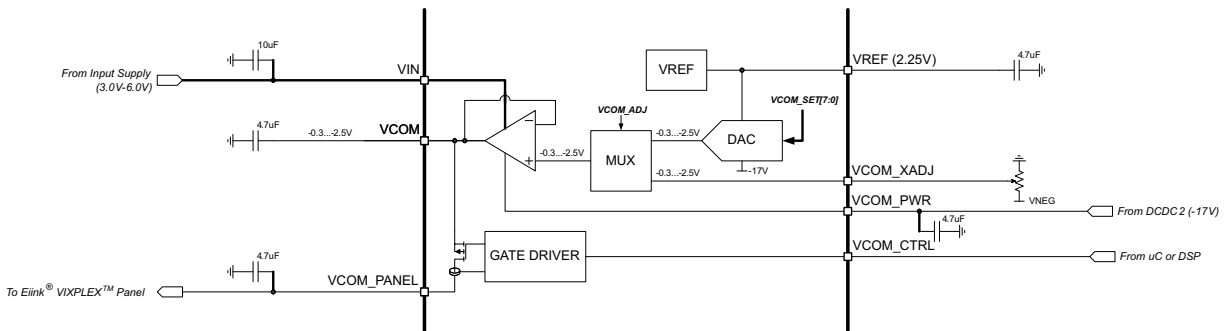 10uF
From Input Supply
(3.0V-6.0V)
VIN
4.7uF
-0.3...-2.5V
VCOM
-0.3...-2.5V
VCOM_ADJ
MUX
-0.3...-2.5V
-0.3...-2.5V
VREF
VREF (2.25V)
4.7uF
VCOM_SET[7:0]
DAC
-17V
VCOM_XADJ
VNEG
VCOM_PWR
From DCDC2 (-17V)
4.7uF
VCOM_CTRL
From uC or DSP
GATE DRIVER
4.7uF
VCOM_PANEL
To Eiink® VIXPLEX™ Panel